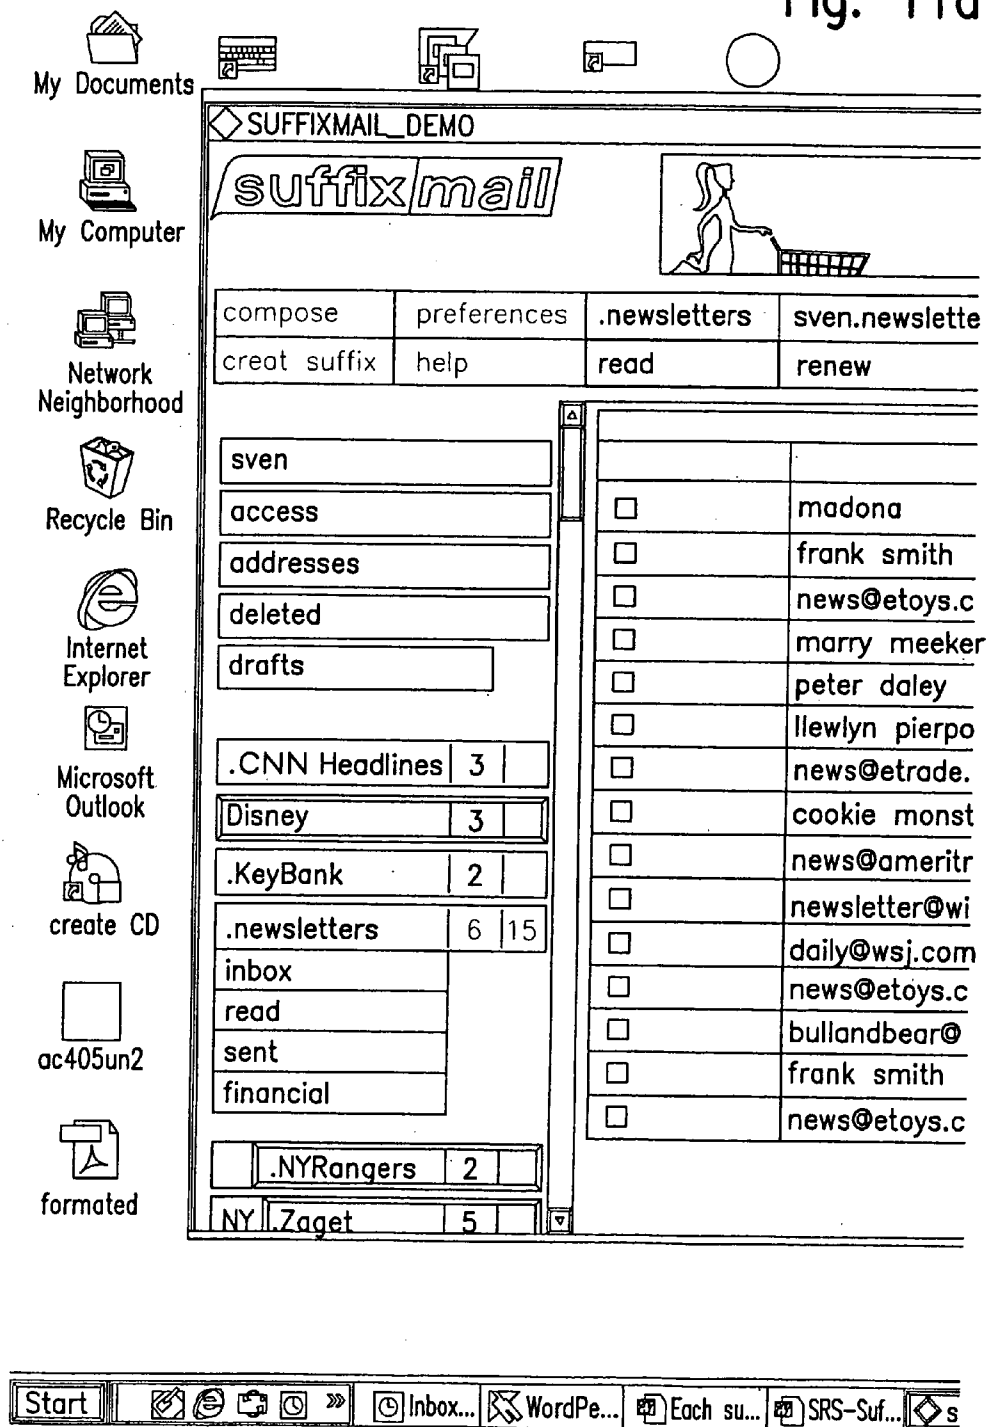 Fig. 11a
My Documents
SUFFIXMAIL_DEMO
suffix mail
My Computer
compose preferences .newsletters sven.newslette
creat suffix help read renew
Network
Neighborhood
sven
access
addresses
deleted
drafts
Recycle Bin
Internet
Explorer
Microsoft
Outlook
create CD
ac405un2
formated
.CNN Headlines 3
Disney 3
.KeyBank 2
.newsletters 6 15
inbox
read
sent
financial
.NYRangers 2
NY .Zaget 5
madona
frank smith
news@etoys.c
marry meeker
peter daley
llewlyn pierpo
news@etrade.
cookie monst
news@ameritr
newsletter@wi
daily@wsj.com
news@etoys.c
bullandbear@
frank smith
news@etoys.c
Start Inbox... WordPe... Each su... SRS-Suf... s